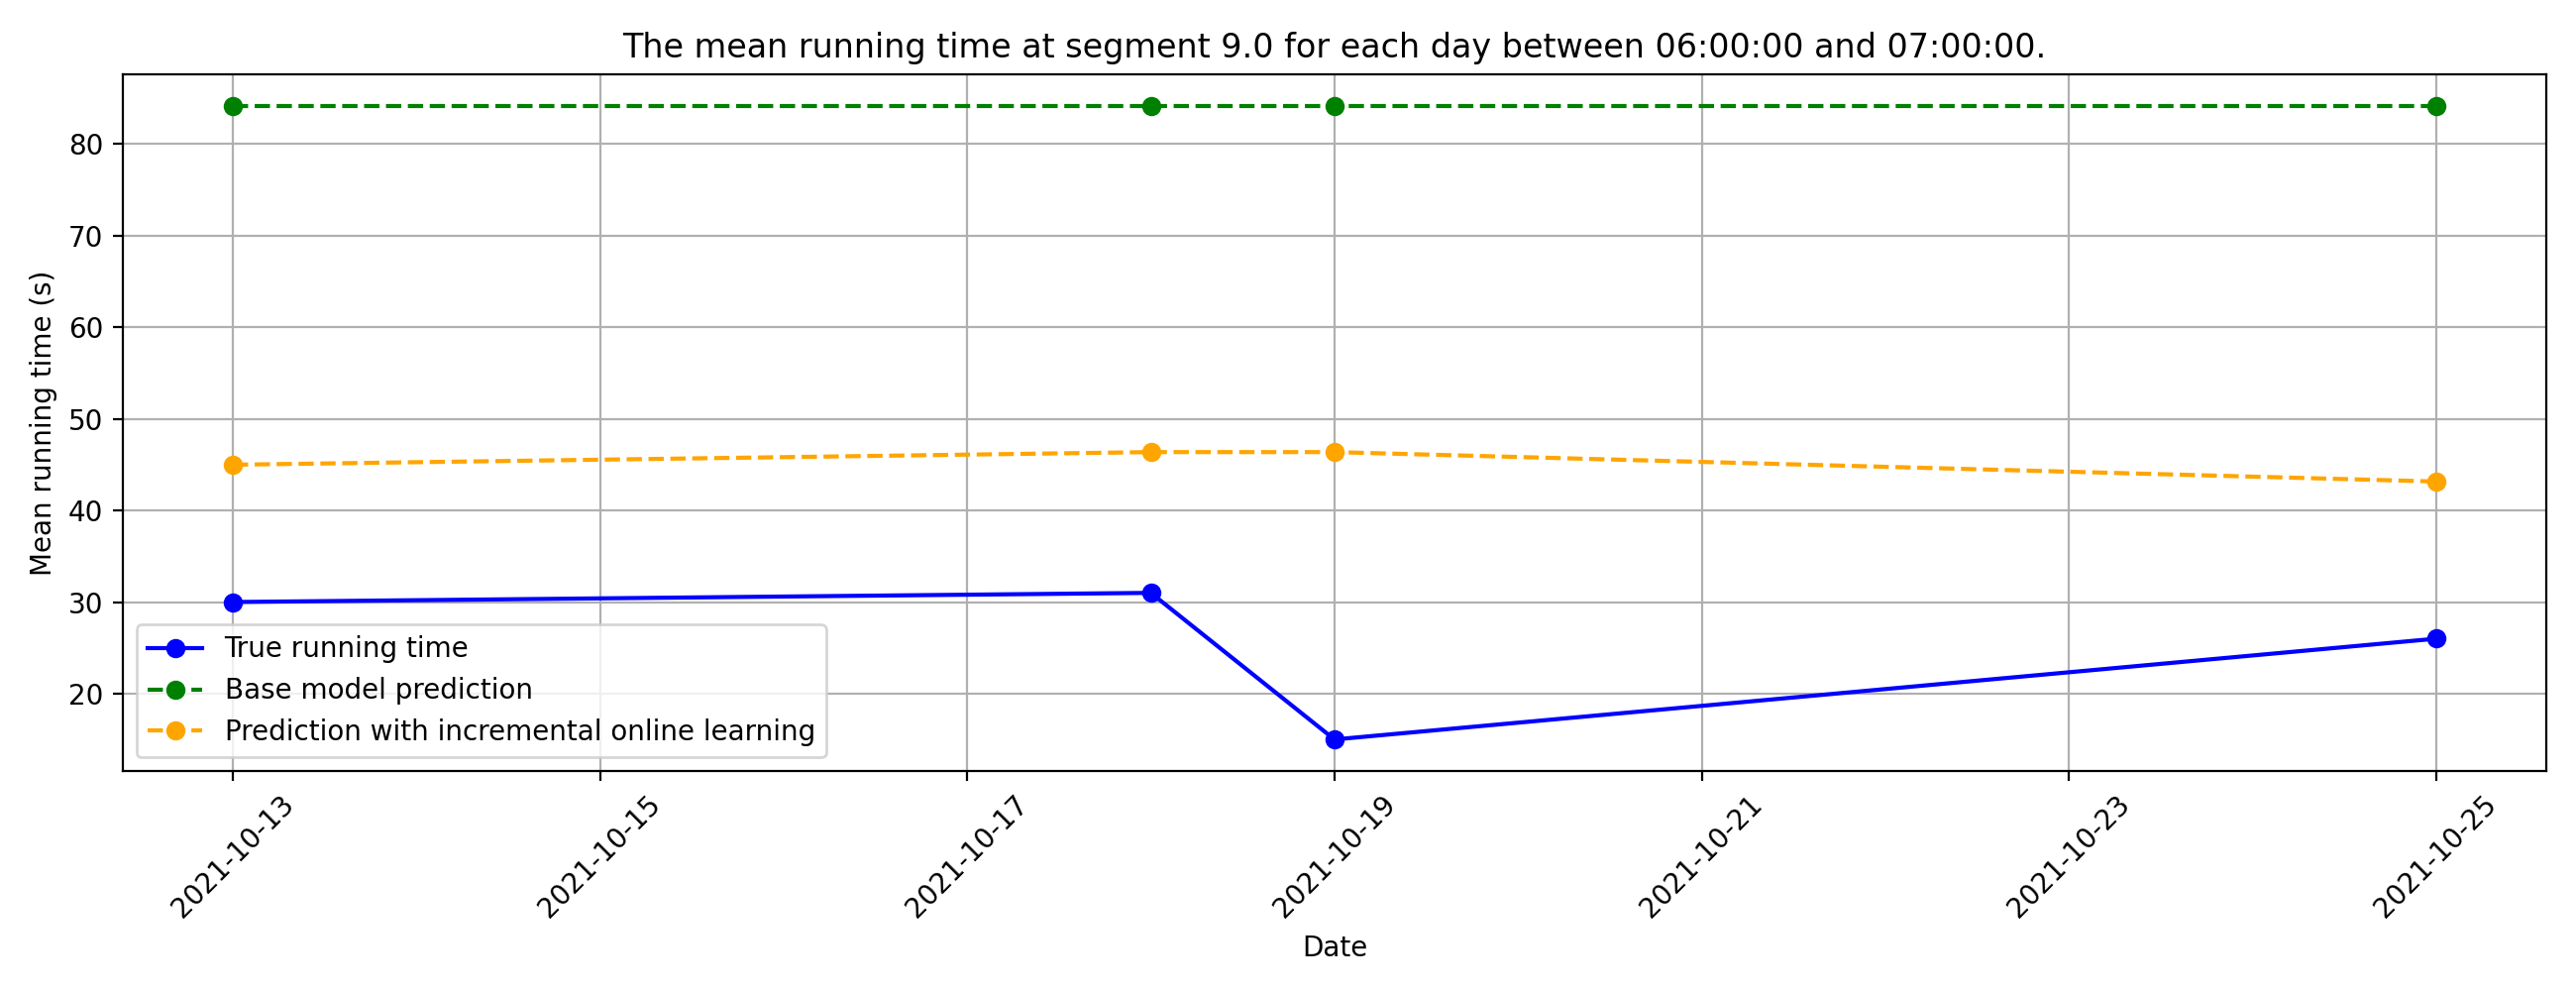 The mean running time at segment 9.0 for each day between 06:00:00 and 07:00:00.
Mean running time (s)
80
70
60
50
40
30
20
True running time
Base model prediction
Prediction with incremental online learning
2021-10-13
2021-10-15
2021-10-17
2021-10-19
2021-10-21
2021-10-23
2021-10-25
Date